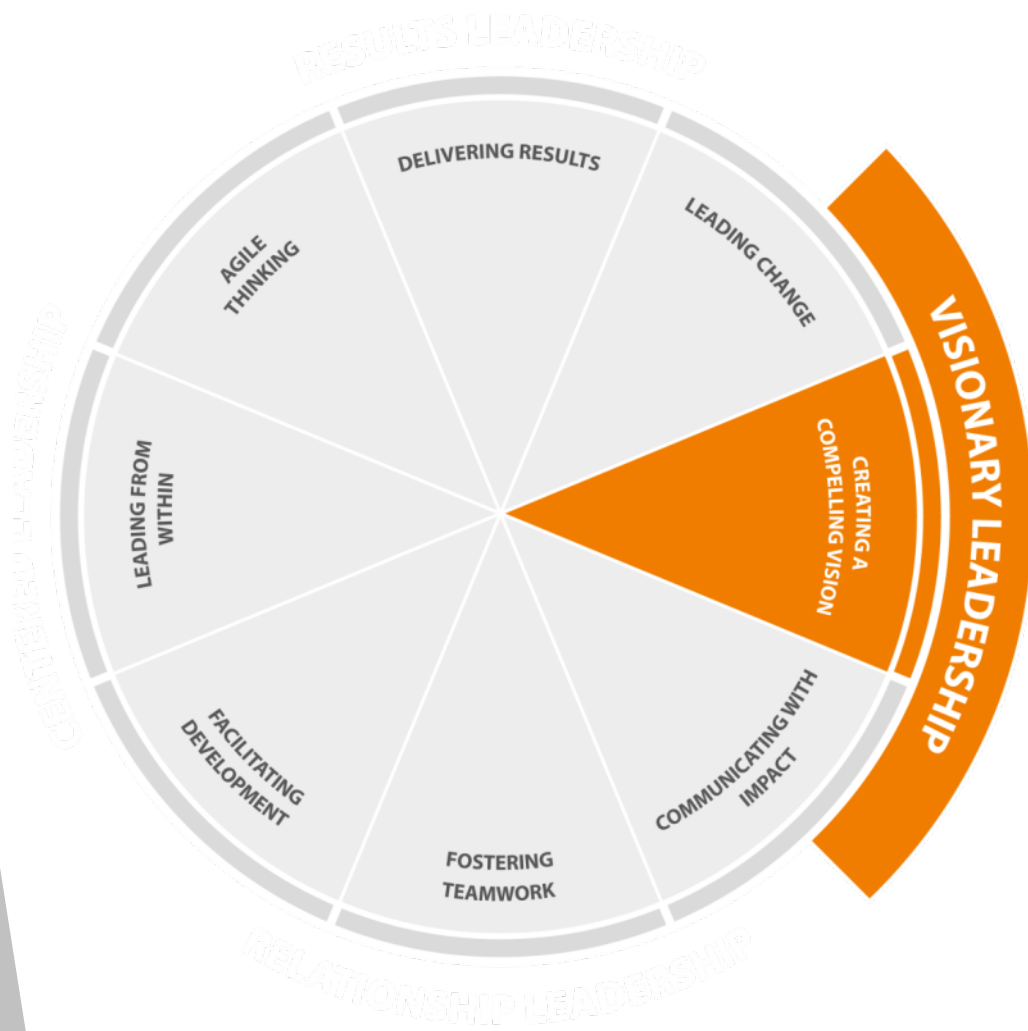 RESULTS LEADERSHIP
DELIVERING RESULTS
LEADING CHANGE
AGILE
THINKING
VISIONARY LEADERSHIP
CREATING A
COMPELLING VISION
LEADING FROM
WITHIN
COMMUNICATING WITH
IMPACT
FACILITATING
DEVELOPMENT
FOSTERING
TEAMWORK
RELATIONSHIP LEADERSHIP